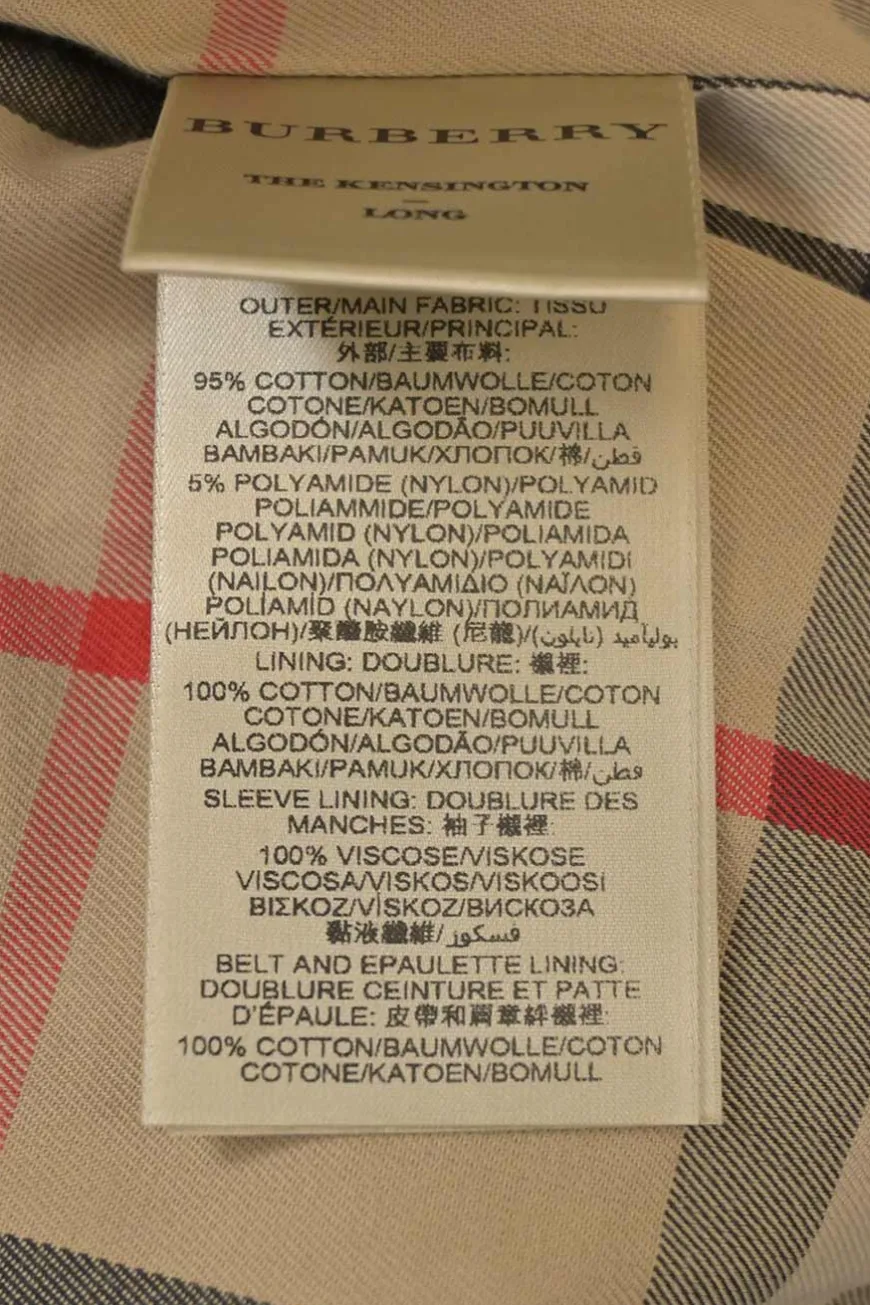 BURBERRY
THE KENSINGTON
—
LONG
OUTER/MAIN FABRIC: TISSU
EXTÉRIEUR/PRINCIPAL:
外部/主要布料:
95% COTTON/BAUMWOLLE/COTON
COTONE/KATOEN/BOMULL
ALGODÓN/ALGODÃO/PUUVILLA
BAMBAKI/PAMUK/ХЛОПОК/棉/قطن
5% POLYAMIDE (NYLON)/POLYAMID
POLIAMMIDE/POLYAMIDE
POLYAMID (NYLON)/POLIAMIDA
POLIAMIDA (NYLON)/POLYAMIDI
(NAILON)/ΠΟΛΥΑΜΙΔΙΟ (ΝΑΪΛΟΝ)
POLİAMİD (NAYLON)/ПОЛИАМИД
(НЕЙЛОН)/聚醯胺纖維 (尼龍)/(نايلون) بولياميد
LINING: DOUBLURE: 襯裡:
100% COTTON/BAUMWOLLE/COTON
COTONE/KATOEN/BOMULL
ALGODÓN/ALGODÃO/PUUVILLA
BAMBAKI/PAMUK/ХЛОПОК/棉/قطن
SLEEVE LINING: DOUBLURE DES
MANCHES: 袖子襯裡:
100% VISCOSE/VISKOSE
VISCOSA/VISKOS/VISKOOSI
ΒΙΣΚΟΖ/VİSKOZ/ВИСКОЗА
黏液纖維/فسكوز
BELT AND EPAULETTE LINING:
DOUBLURE CEINTURE ET PATTE
D'ÉPAULE: 皮帶和肩章絆襯裡:
100% COTTON/BAUMWOLLE/COTON
COTONE/KATOEN/BOMULL